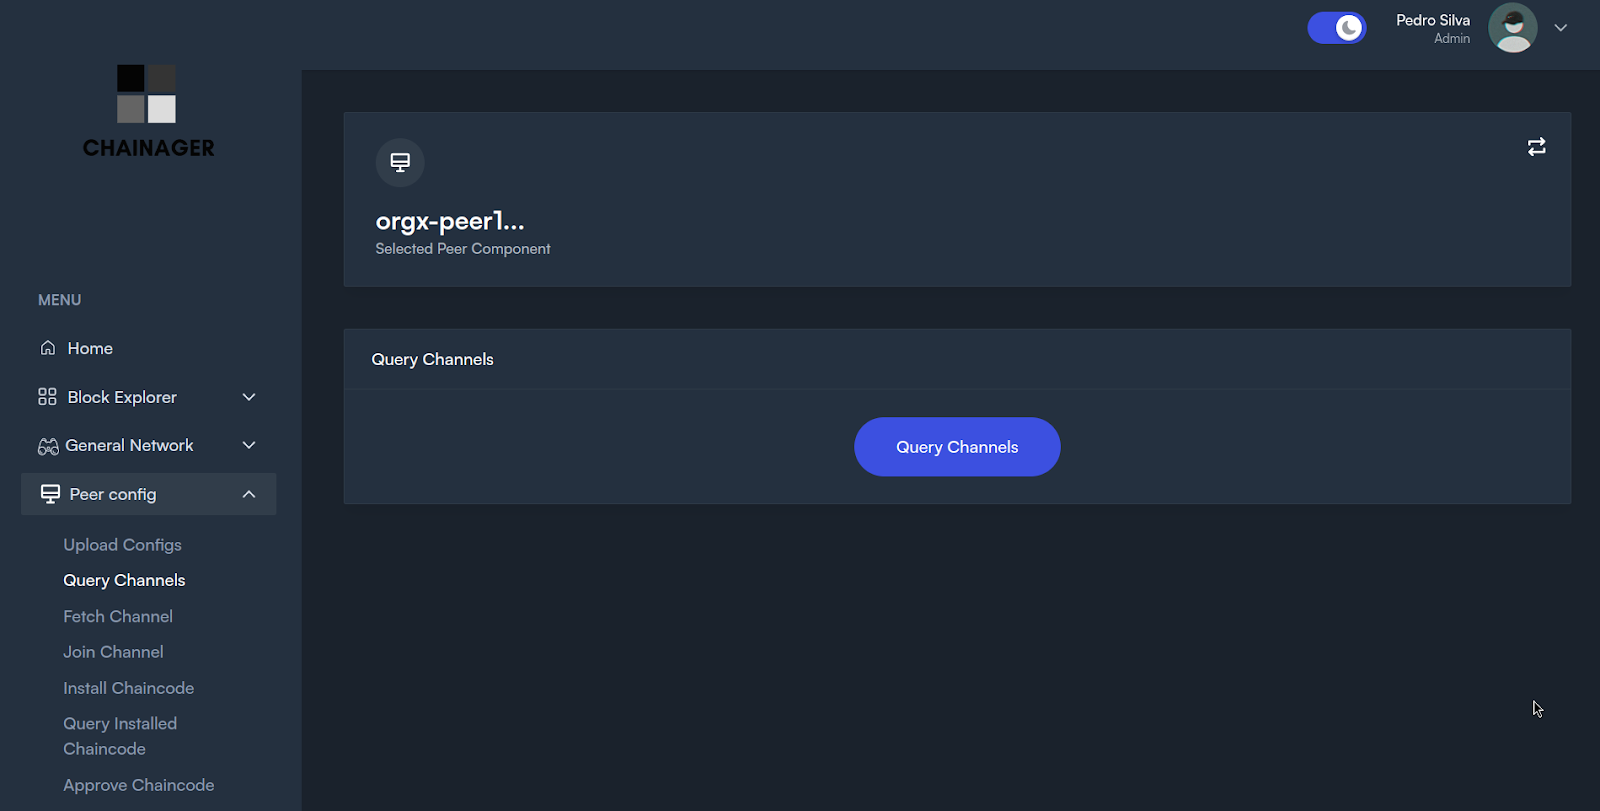 Pedro Silva
Admin
CHAINAGER
orgx-peer1...
Selected Peer Component
MENU
Home
Block Explorer
General Network
Peer config
Upload Configs
Query Channels
Fetch Channel
Join Channel
Install Chaincode
Query Installed
Chaincode
Approve Chaincode
Query Channels
Query Channels